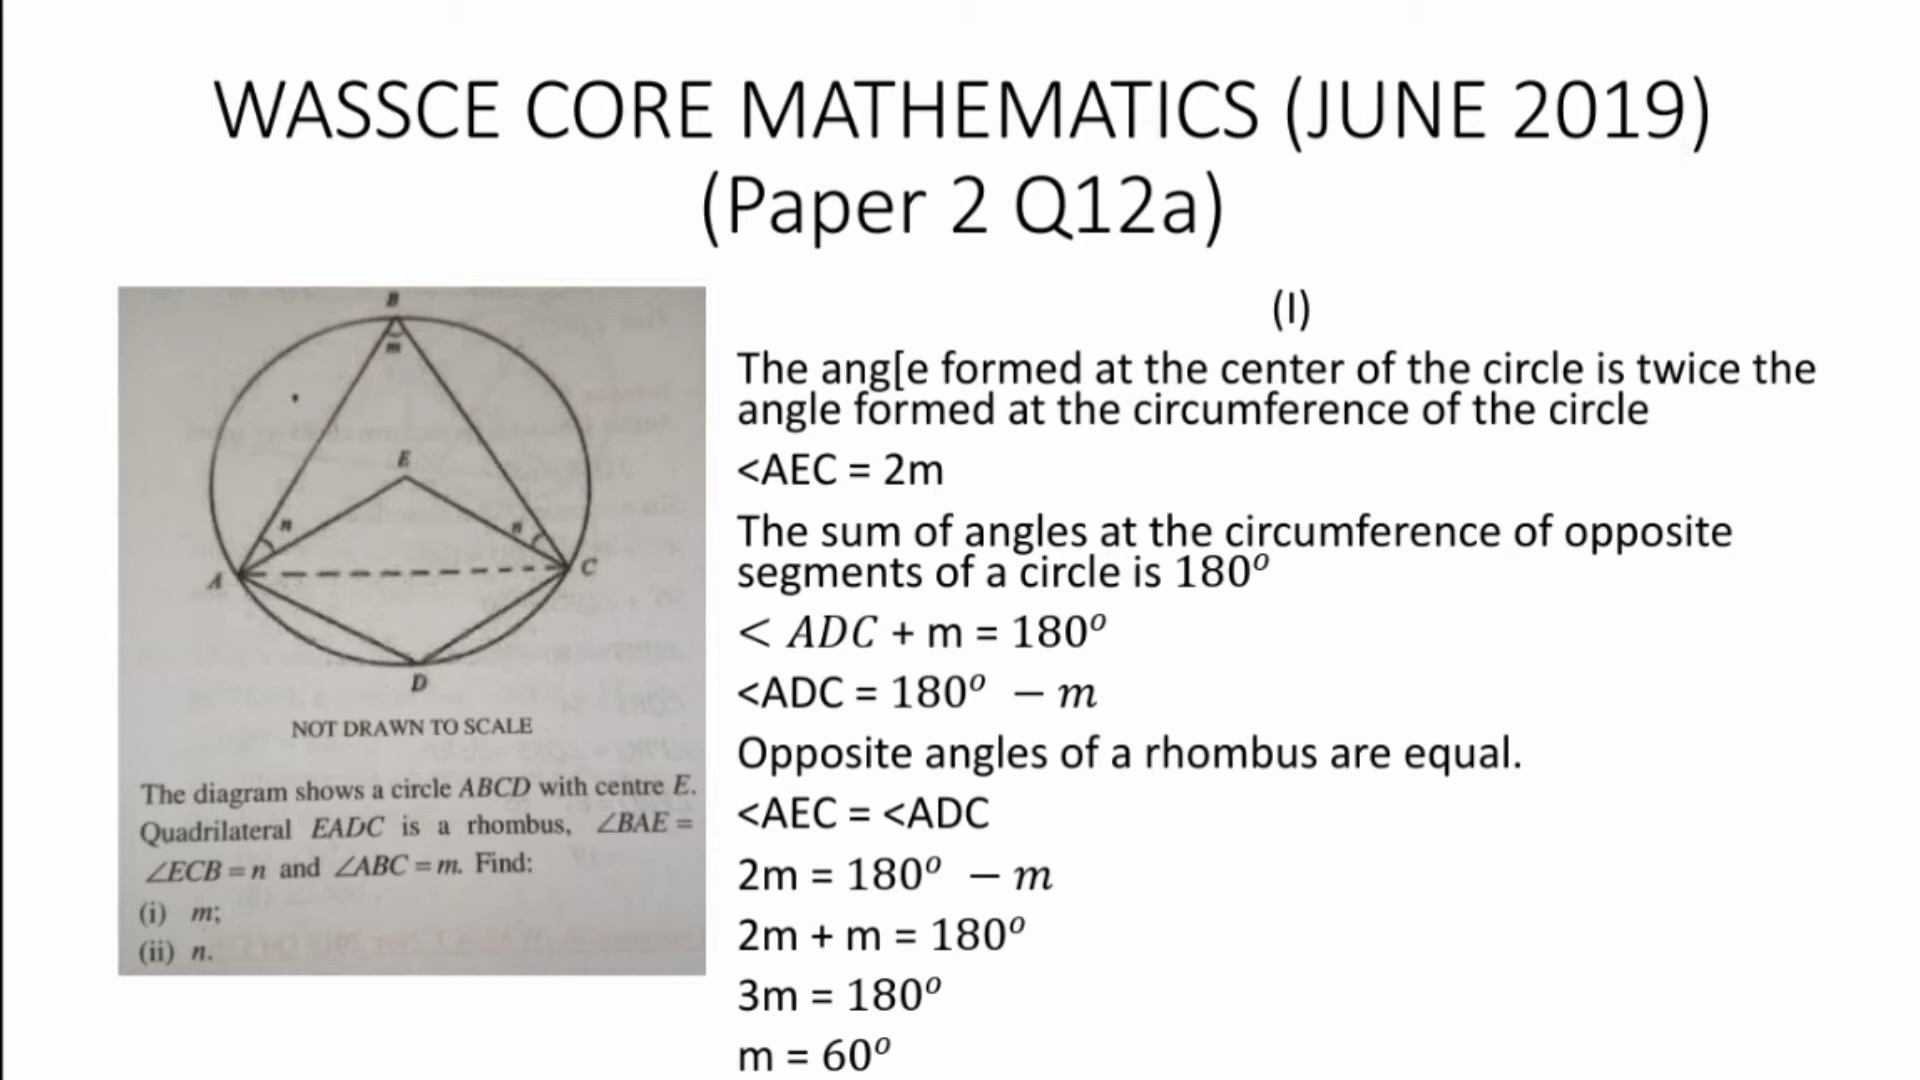 WASSCE CORE MATHEMATICS (JUNE 2019)
(Paper 2 Q12a)
B
m
E
n
n
A
C
D
NOT DRAWN TO SCALE
The diagram shows a circle ABCD with centre E.
Quadrilateral EADC is a rhombus, ∠BAE =
∠ECB = n and ∠ABC = m. Find:
(i) m;
(ii) n.
(I)
The ang[e formed at the center of the circle is twice the
angle formed at the circumference of the circle
<AEC = 2m
The sum of angles at the circumference of opposite
segments of a circle is 180°
< ADC + m = 180°
<ADC = 180° − m
Opposite angles of a rhombus are equal.
<AEC = <ADC
2m = 180° − m
2m + m = 180°
3m = 180°
m = 60°